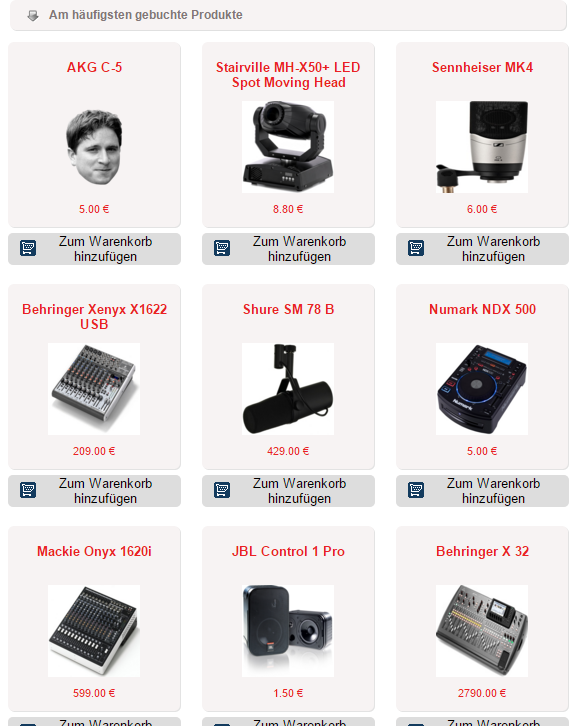 Am häufigsten gebuchte Produkte
AKG C-5
5.00 €
Zum Warenkorb
hinzufügen
Stairville MH-X50+ LED
Spot Moving Head
8.80 €
Zum Warenkorb
hinzufügen
Sennheiser MK4
6.00 €
Zum Warenkorb
hinzufügen
Behringer Xenyx X1622
USB
209.00 €
Zum Warenkorb
hinzufügen
Shure SM 78 B
429.00 €
Zum Warenkorb
hinzufügen
Numark NDX 500
Numark
5.00 €
Zum Warenkorb
hinzufügen
Mackie Onyx 1620i
599.00 €
Zum Warenkorb
JBL Control 1 Pro
1.50 €
Zum Warenkorb
Behringer X 32
2790.00 €
Zum Warenkorb